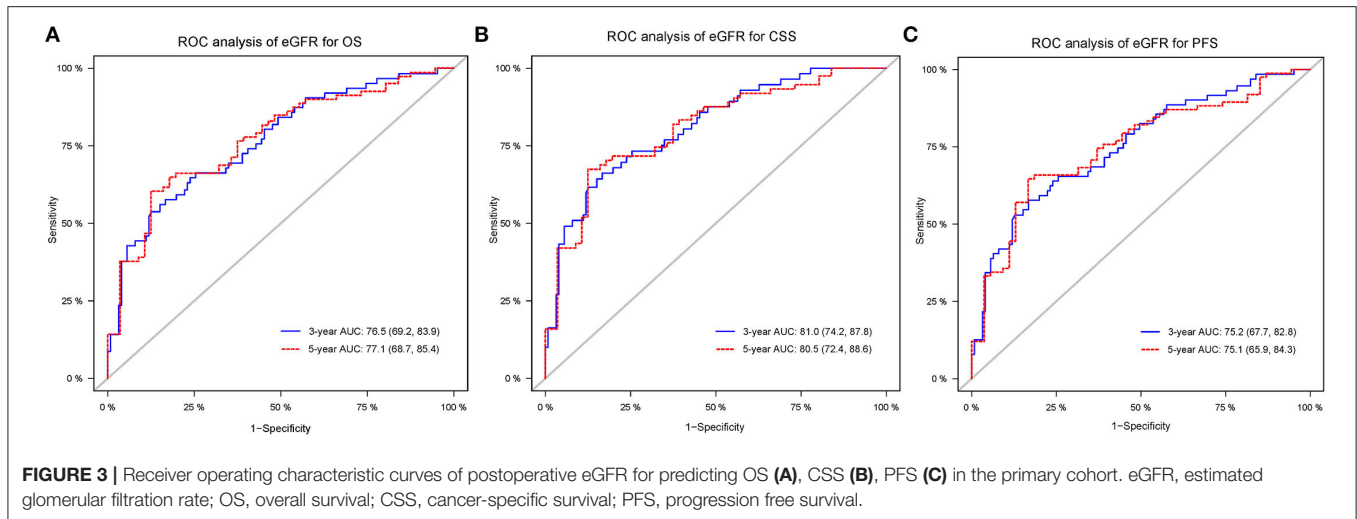 A
ROC analysis of eGFR for OS
100 %
75 %
50 %
25 %
0 %
Sensitivity
3-year AUC: 76.5 (69.2, 83.9)
5-year AUC: 77.1 (68.7, 85.4)
0 % 25 % 50 % 75 % 100 %
1−Specificity
B
ROC analysis of eGFR for CSS
100 %
75 %
50 %
25 %
0 %
Sensitivity
3-year AUC: 81.0 (74.2, 87.8)
5-year AUC: 80.5 (72.4, 88.6)
0 % 25 % 50 % 75 % 100 %
1−Specificity
C
ROC analysis of eGFR for PFS
100 %
75 %
50 %
25 %
0 %
Sensitivity
3-year AUC: 75.2 (67.7, 82.8)
5-year AUC: 75.1 (65.9, 84.3)
0 % 25 % 50 % 75 % 100 %
1−Specificity
FIGURE 3 | Receiver operating characteristic curves of postoperative eGFR for predicting OS (A), CSS (B), PFS (C) in the primary cohort. eGFR, estimated
glomerular filtration rate; OS, overall survival; CSS, cancer-specific survival; PFS, progression free survival.